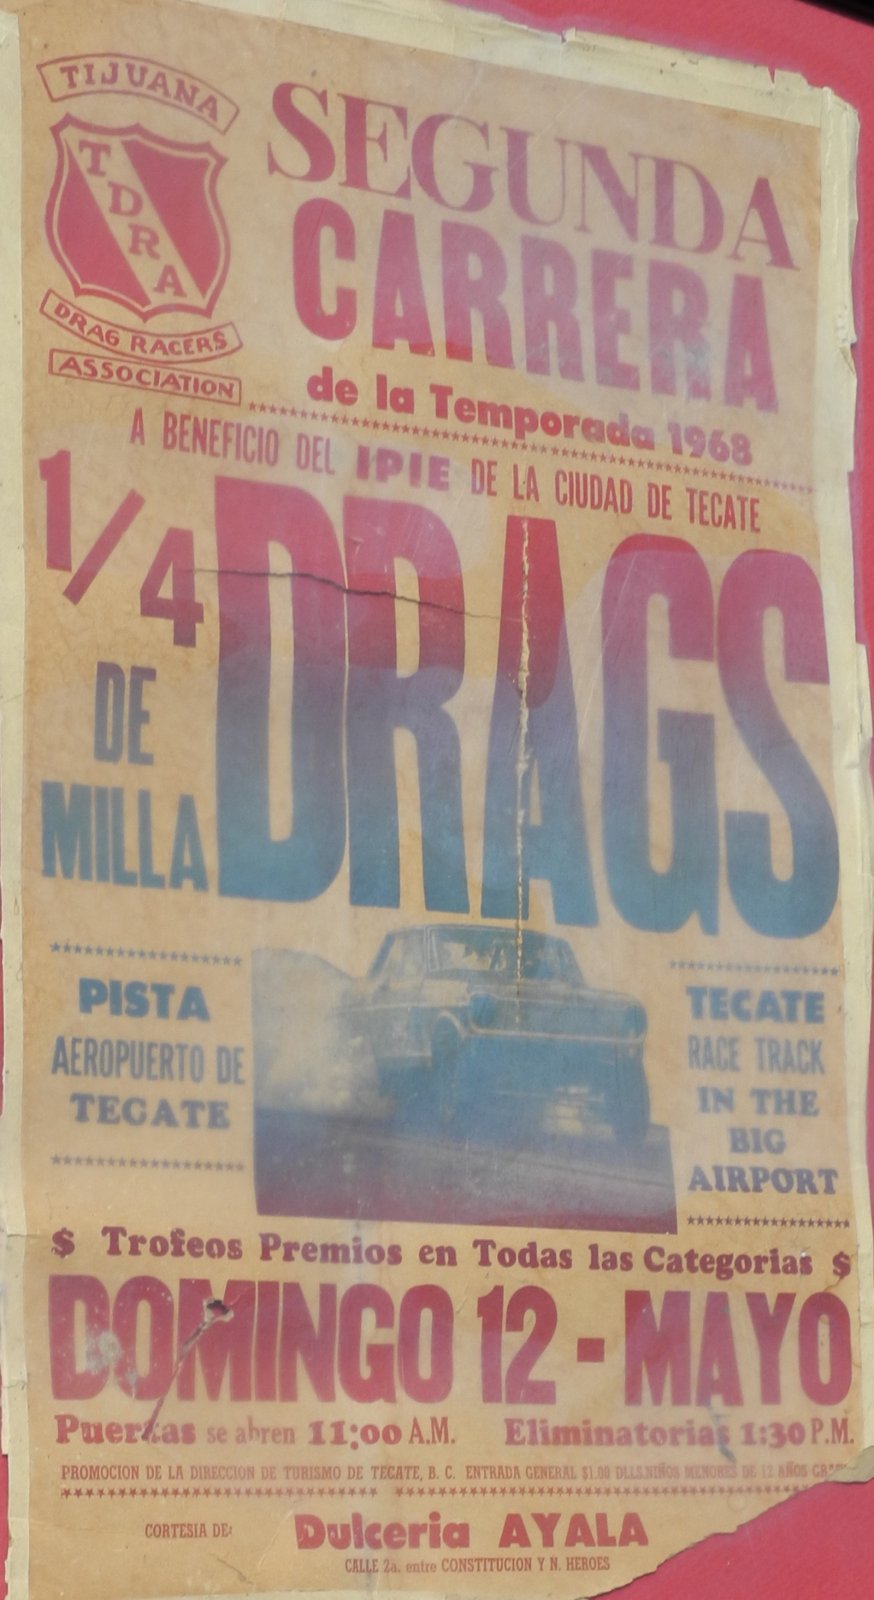 TIJUANA
TDRA
DRAG RACERS
ASSOCIATION
SEGUNDA
CARRERA
de la Temporada 1968
A BENEFICIO DEL IPIE DE LA CIUDAD DE TECATE
1/4
DE
MILLA
DRAGS
PISTA
AEROPUERTO DE
TECATE
TECATE
RACE TRACK
IN THE
BIG
AIRPORT
$ Trofeos Premios en Todas las Categorias $
DOMINGO 12 - MAYO
Puertas se abren 11:00 A.M. Eliminatorias 1:30 P.M.
PROMOCION DE LA DIRECCION DE TURISMO DE TECATE, B. C. ENTRADA GENERAL $1.00 DLLS. NIÑOS MENORES DE 12 AÑOS
CORTESIA DE: Dulceria AYALA
CALLE 2a. entre CONSTITUCION Y N. HEROES